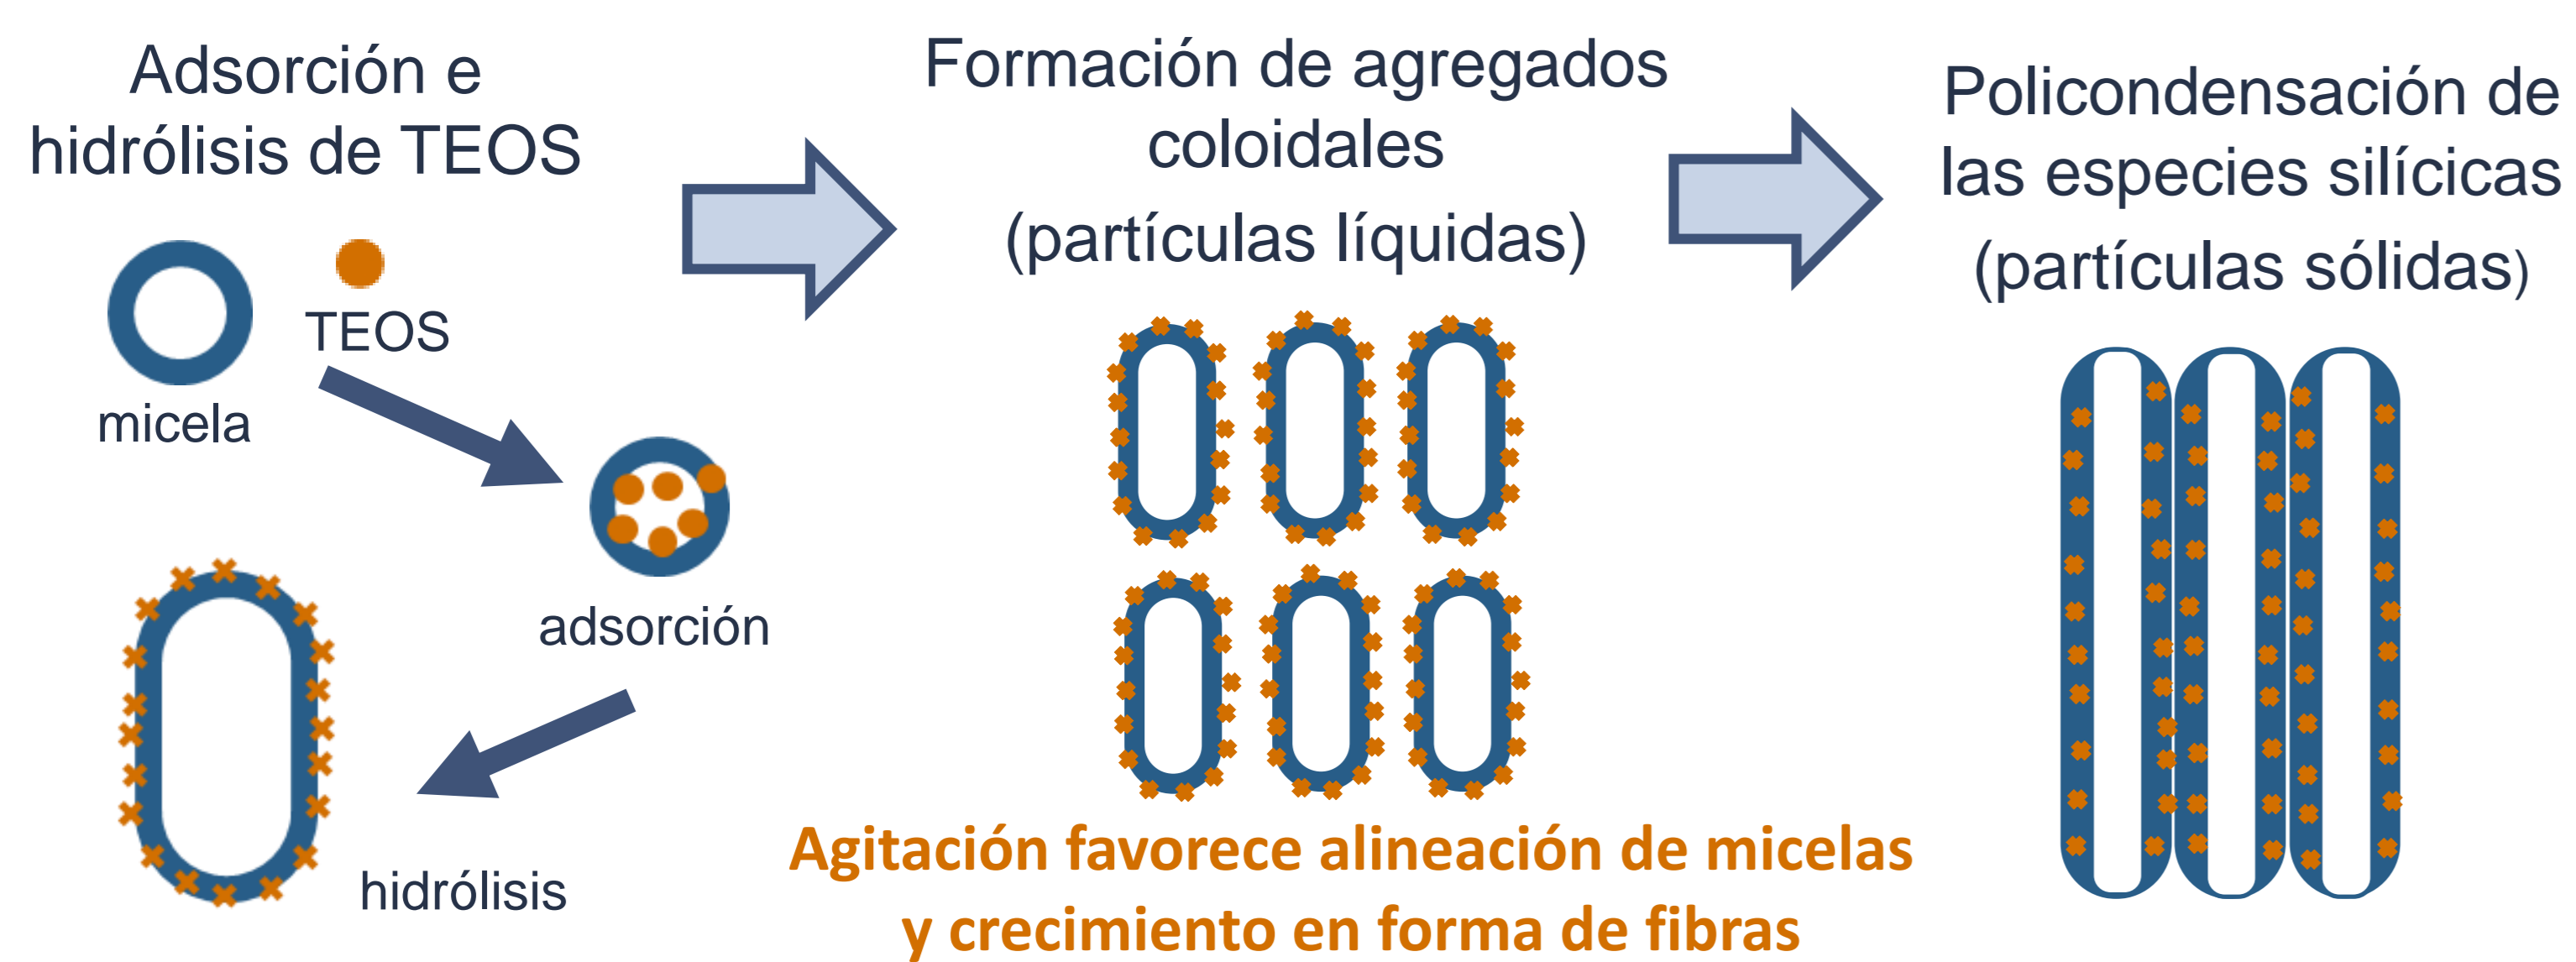 Adsorción e
hidrólisis de TEOS
micela
TEOS
adsorción
hidrólisis
Formación de agregados
coloidales
(partículas líquidas)
Agitación favorece alineación de micelas
y crecimiento en forma de fibras
Policondensación de
las especies silícicas
(partículas sólidas)